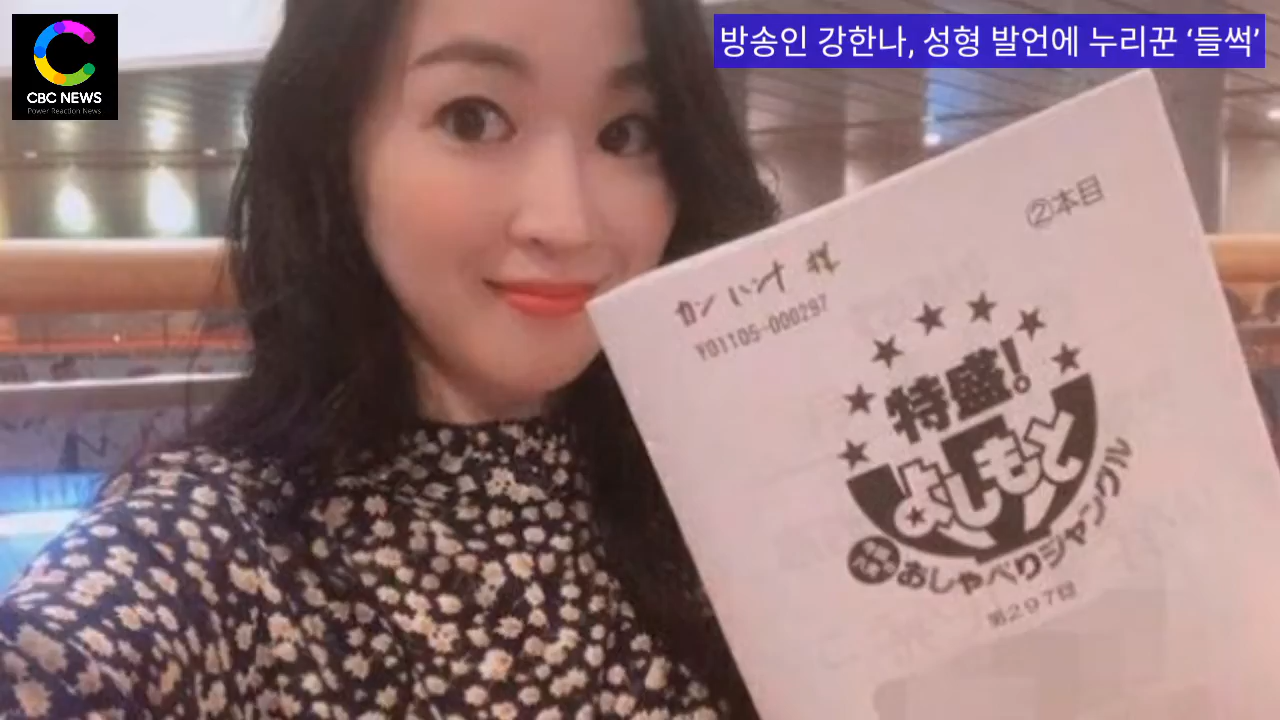 CBC NEWS
Power Reaction News
방송인 강한나, 성형 발언에 누리꾼 ‘들썩’
②本目
カン ハンナ 様
Y01105-000297
特盛!
よしもと
おしゃべりジャングル
第297回